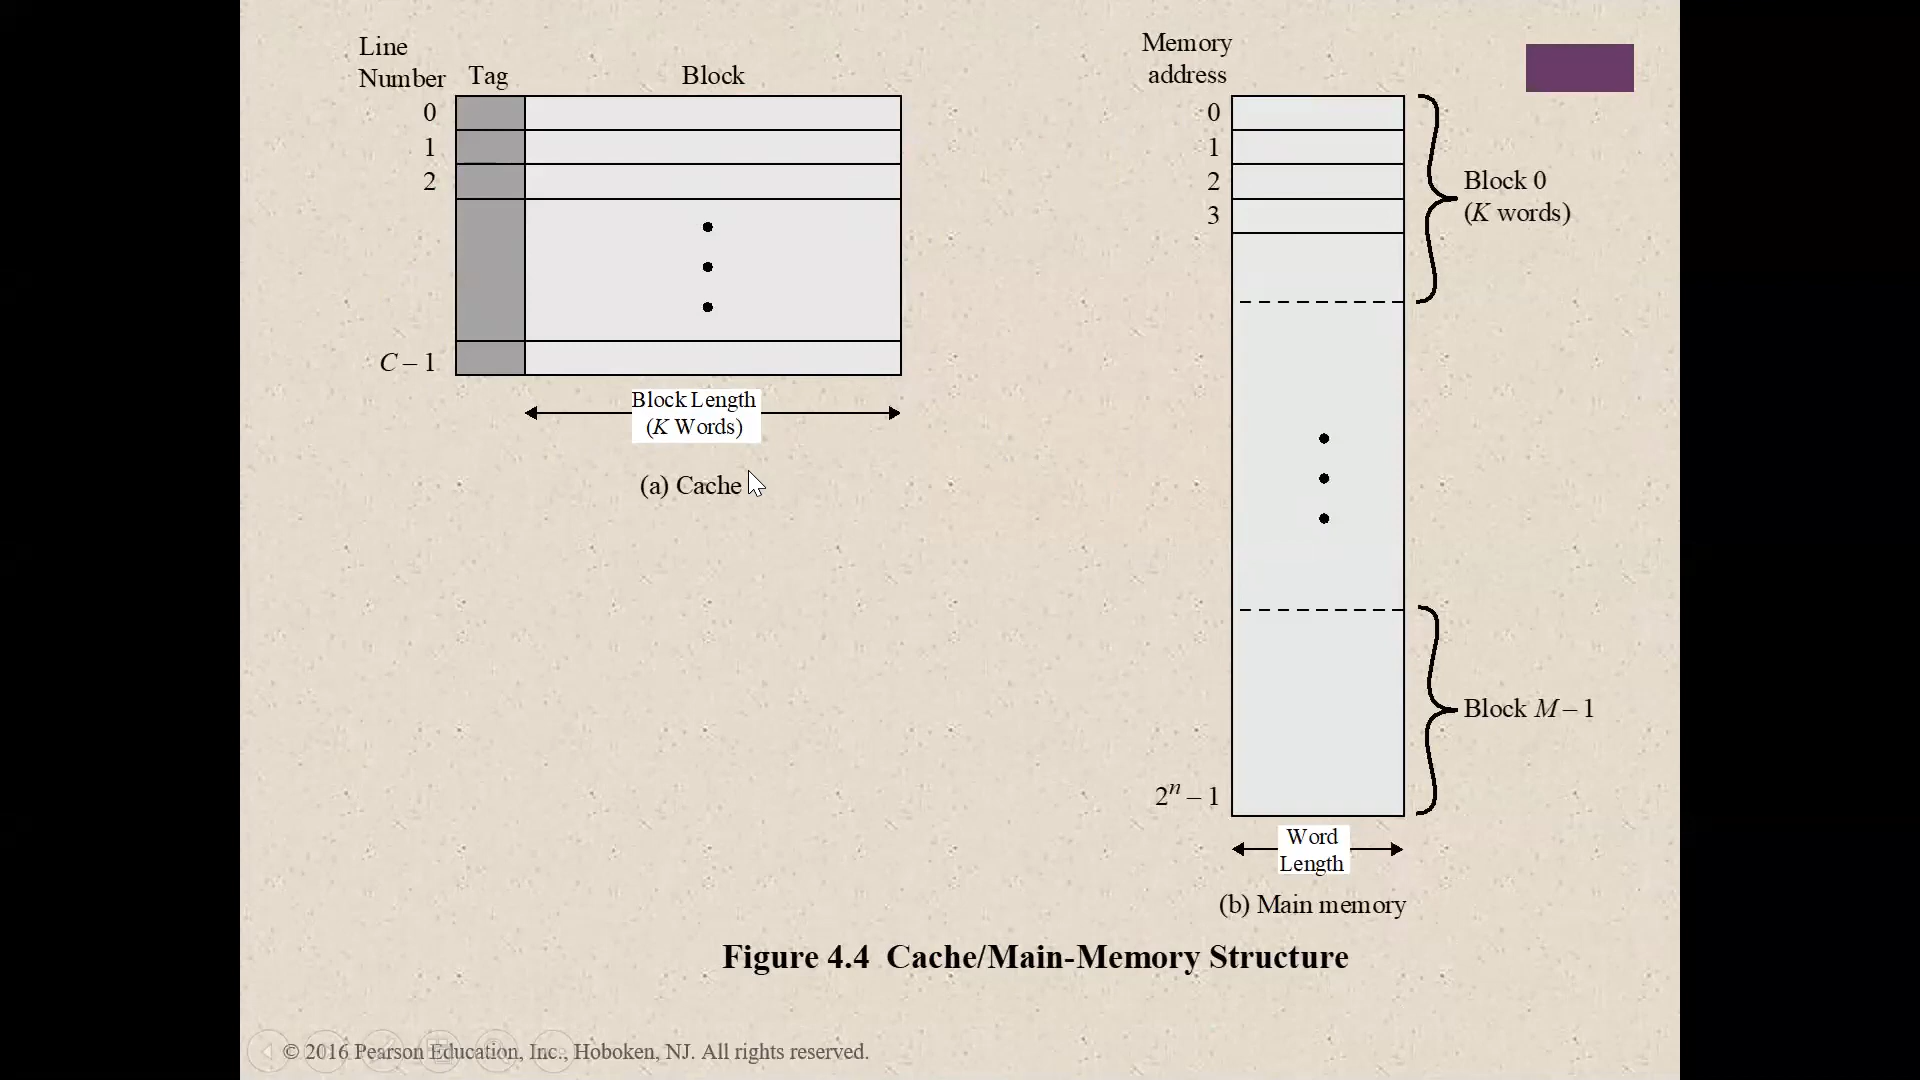 Line
Number Tag Block
0
1
2
C – 1
Block Length
(K Words)
(a) Cache
Memory
address
0
1
2
3
2ⁿ – 1
Block 0
(K words)
Block M – 1
Word
Length
(b) Main memory
Figure 4.4 Cache/Main-Memory Structure
© 2016 Pearson Education, Inc., Hoboken, NJ. All rights reserved.